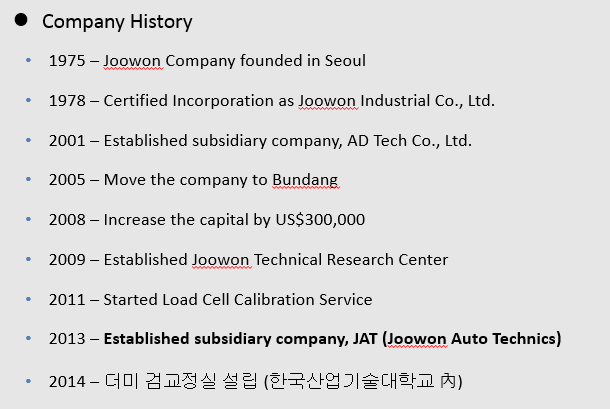 ● Company History
• 1975 – Joowon Company founded in Seoul
• 1978 – Certified Incorporation as Joowon Industrial Co., Ltd.
• 2001 – Established subsidiary company, AD Tech Co., Ltd.
• 2005 – Move the company to Bundang
• 2008 – Increase the capital by US$300,000
• 2009 – Established Joowon Technical Research Center
• 2011 – Started Load Cell Calibration Service
• 2013 – Established subsidiary company, JAT (Joowon Auto Technics)
• 2014 – 더미 검교정실 설립 (한국산업기술대학교 內)